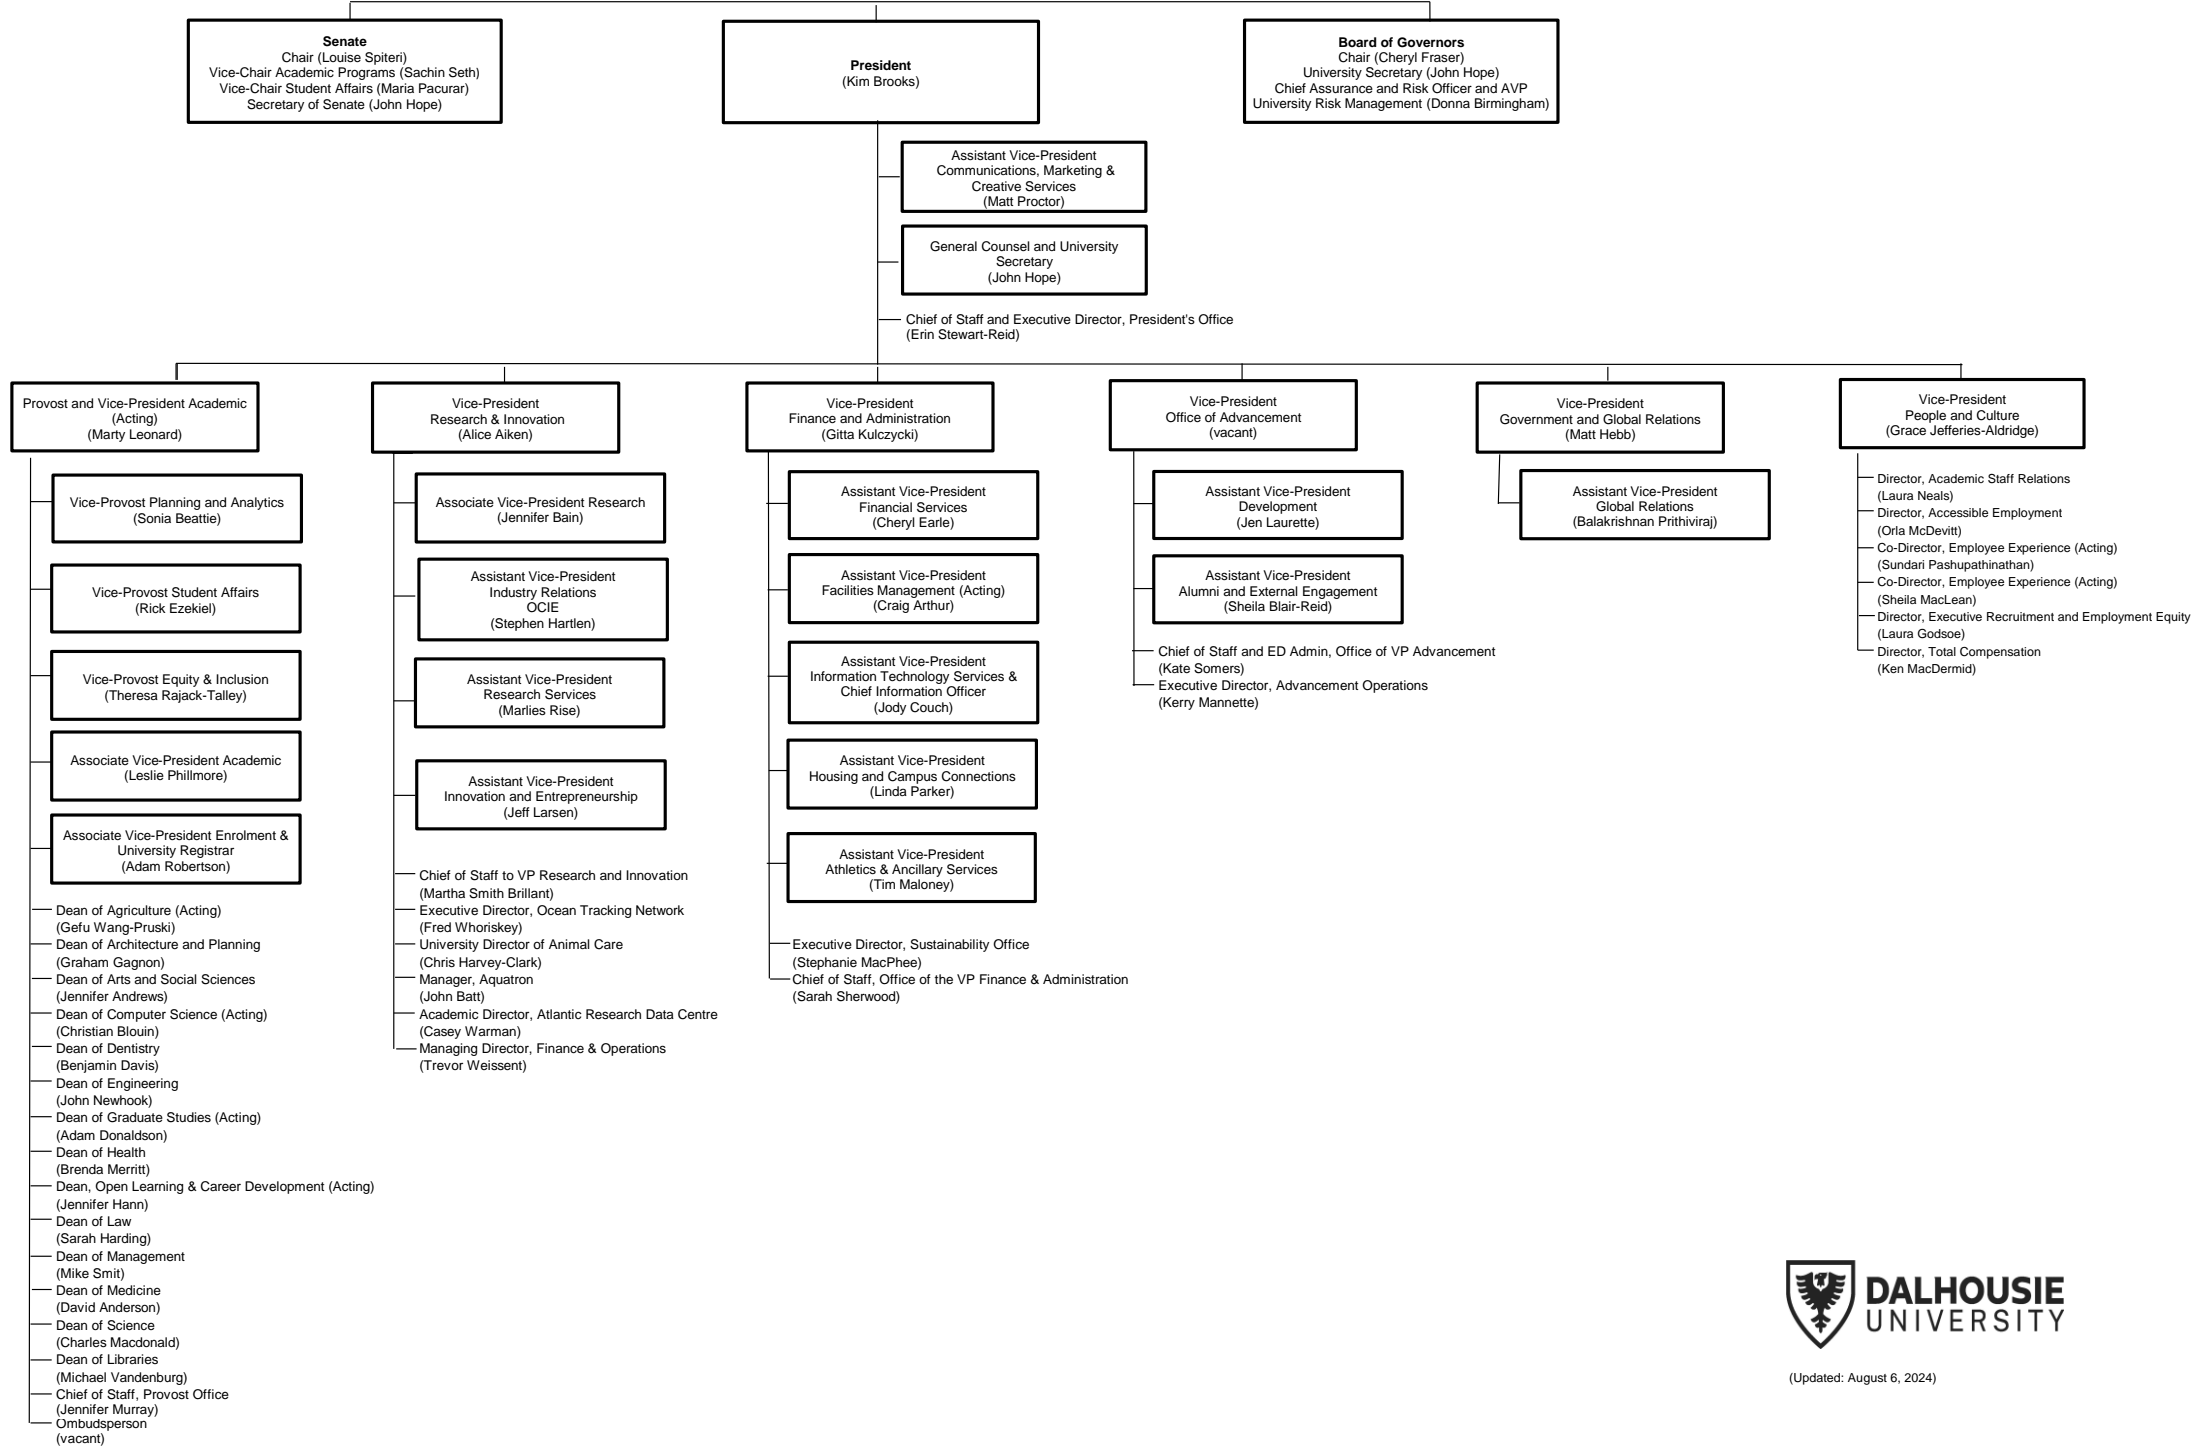 Senate
Chair (Louise Spiteri)
Vice-Chair Academic Programs (Sachin Seth)
Vice-Chair Student Affairs (Maria Pacurar)
Secretary of Senate (John Hope)
President
(Kim Brooks)
Board of Governors
Chair (Cheryl Fraser)
University Secretary (John Hope)
Chief Assurance and Risk Officer and AVP
University Risk Management (Donna Birmingham)
Assistant Vice-President
Communications, Marketing &
Creative Services
(Matt Proctor)
General Counsel and University
Secretary
(John Hope)
Chief of Staff and Executive Director, President's Office
(Erin Stewart-Reid)
Provost and Vice-President Academic
(Acting)
(Marty Leonard)
Vice-Provost Planning and Analytics
(Sonia Beattie)
Vice-Provost Student Affairs
(Rick Ezekiel)
Vice-Provost Equity & Inclusion
(Theresa Rajack-Talley)
Associate Vice-President Academic
(Leslie Phillmore)
Associate Vice-President Enrolment &
University Registrar
(Adam Robertson)
Dean of Agriculture (Acting)
(Gefu Wang-Pruski)
Dean of Architecture and Planning
(Graham Gagnon)
Dean of Arts and Social Sciences
(Jennifer Andrews)
Dean of Computer Science (Acting)
(Christian Blouin)
Dean of Dentistry
(Benjamin Davis)
Dean of Engineering
(John Newhook)
Dean of Graduate Studies (Acting)
(Adam Donaldson)
Dean of Health
(Brenda Merritt)
Dean, Open Learning & Career Development (Acting)
(Jennifer Hann)
Dean of Law
(Sarah Harding)
Dean of Management
(Mike Smit)
Dean of Medicine
(David Anderson)
Dean of Science
(Charles Macdonald)
Dean of Libraries
(Michael Vandenburg)
Chief of Staff, Provost Office
(Jennifer Murray)
Ombudsperson
(vacant)
Vice-President
Research & Innovation
(Alice Aiken)
Associate Vice-President Research
(Jennifer Bain)
Assistant Vice-President
Industry Relations
OCIE
(Stephen Hartlen)
Assistant Vice-President
Research Services
(Marlies Rise)
Assistant Vice-President
Innovation and Entrepreneurship
(Jeff Larsen)
Chief of Staff to VP Research and Innovation
(Martha Smith Brillant)
Executive Director, Ocean Tracking Network
(Fred Whoriskey)
University Director of Animal Care
(Chris Harvey-Clark)
Manager, Aquatron
(John Batt)
Academic Director, Atlantic Research Data Centre
(Casey Warman)
Managing Director, Finance & Operations
(Trevor Weissent)
Vice-President
Finance and Administration
(Gitta Kulczycki)
Assistant Vice-President
Financial Services
(Cheryl Earle)
Assistant Vice-President
Facilities Management (Acting)
(Craig Arthur)
Assistant Vice-President
Information Technology Services &
Chief Information Officer
(Jody Couch)
Assistant Vice-President
Housing and Campus Connections
(Linda Parker)
Assistant Vice-President
Athletics & Ancillary Services
(Tim Maloney)
Executive Director, Sustainability Office
(Stephanie MacPhee)
Chief of Staff, Office of the VP Finance & Administration
(Sarah Sherwood)
Vice-President
Office of Advancement
(vacant)
Assistant Vice-President
Development
(Jen Laurette)
Assistant Vice-President
Alumni and External Engagement
(Sheila Blair-Reid)
Chief of Staff and ED Admin, Office of VP Advancement
(Kate Somers)
Executive Director, Advancement Operations
(Kerry Mannette)
Vice-President
Government and Global Relations
(Matt Hebb)
Assistant Vice-President
Global Relations
(Balakrishnan Prithiviraj)
Vice-President
People and Culture
(Grace Jefferies-Aldridge)
Director, Academic Staff Relations
(Laura Neals)
Director, Accessible Employment
(Orla McDevitt)
Co-Director, Employee Experience (Acting)
(Sundari Pashupathinathan)
Co-Director, Employee Experience (Acting)
(Sheila MacLean)
Director, Executive Recruitment and Employment Equity
(Laura Godsoe)
Director, Total Compensation
(Ken MacDermid)
DALHOUSIE
UNIVERSITY
(Updated: August 6, 2024)